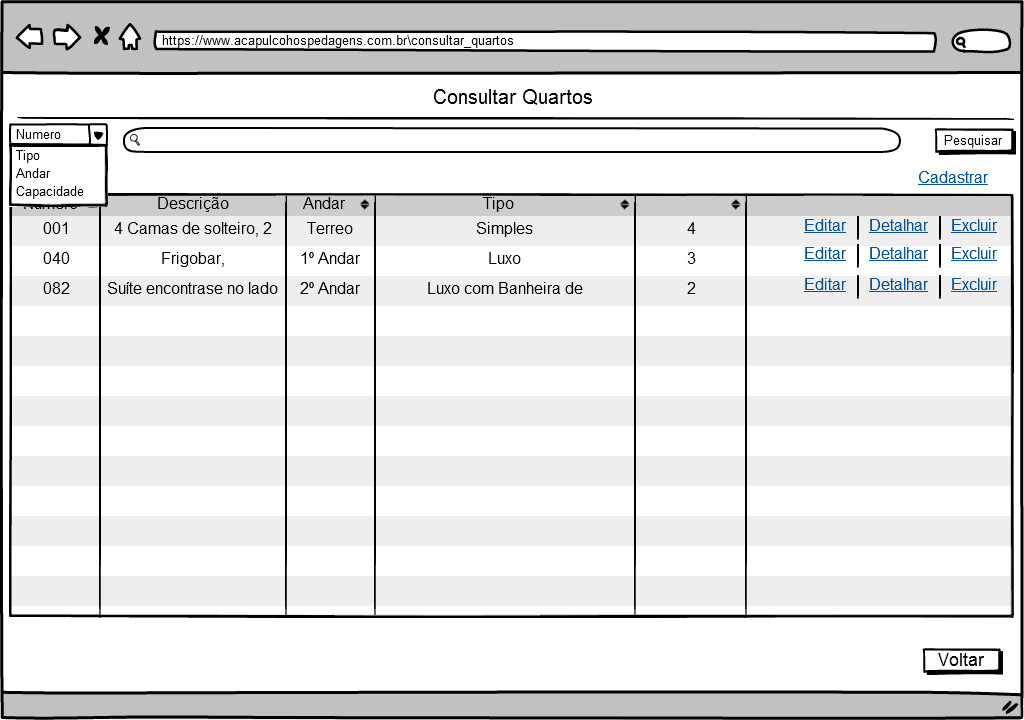 https://www.acapulcohospedagens.com.br\consultar_quartos
Consultar Quartos
Numero
Pesquisar
Tipo
Andar
Capacidade
Cadastrar
Numero Descrição Andar Tipo
001 4 Camas de solteiro, 2 Terreo Simples 4 Editar Detalhar Excluir
040 Frigobar, 1º Andar Luxo 3 Editar Detalhar Excluir
082 Suíte encontrase no lado 2º Andar Luxo com Banheira de 2 Editar Detalhar Excluir
Voltar